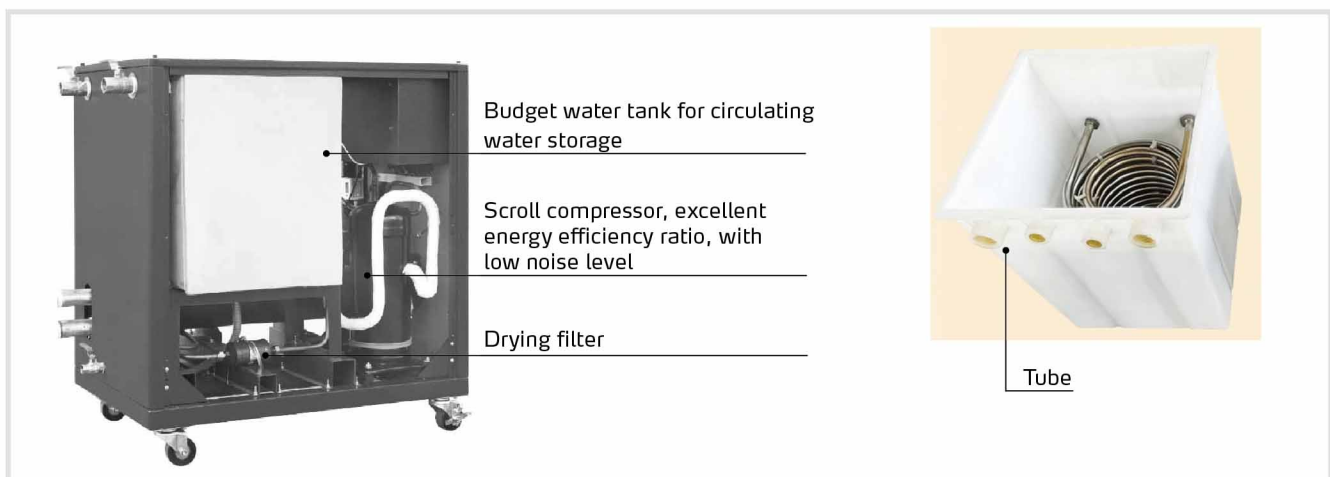 Budget water tank for circulating
water storage
Scroll compressor, excellent
energy efficiency ratio, with
low noise level
Drying filter
Tube